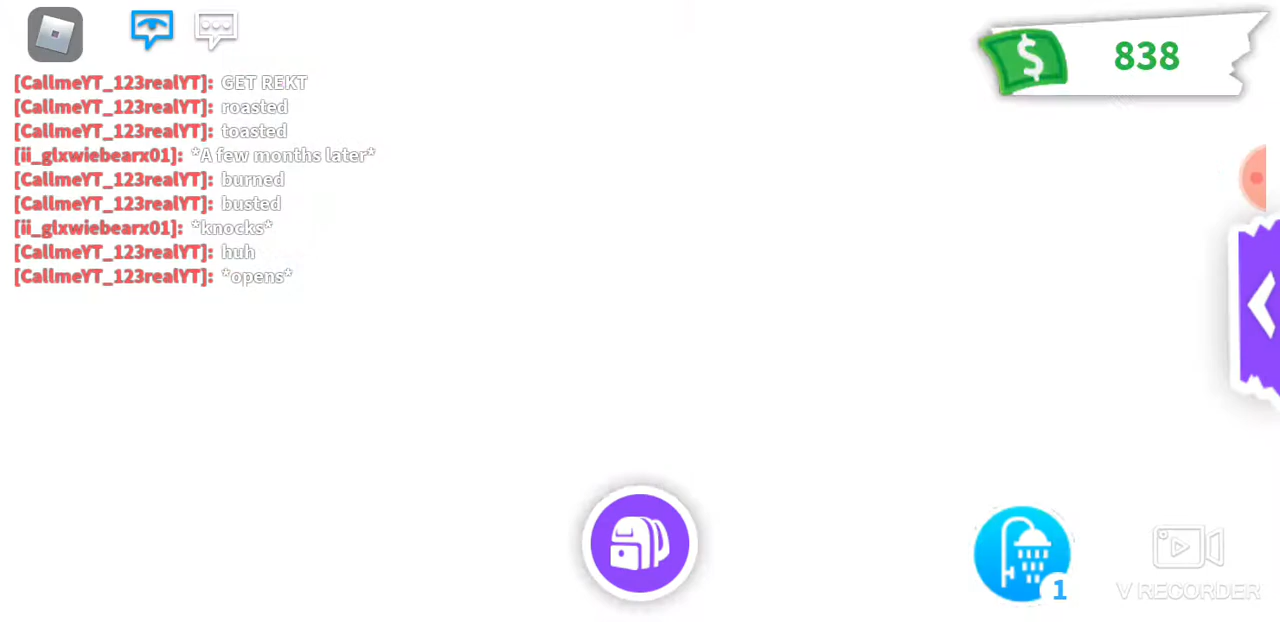 838
[CallmeYT_123realYT]: GET REKT
[CallmeYT_123realYT]: roasted
[CallmeYT_123realYT]: toasted
[ii_glxwiebearx01]: *A few months later*
[CallmeYT_123realYT]: burned
[CallmeYT_123realYT]: busted
[ii_glxwiebearx01]: *knocks*
[CallmeYT_123realYT]: huh
[CallmeYT_123realYT]: *opens*
1
V RECORDER